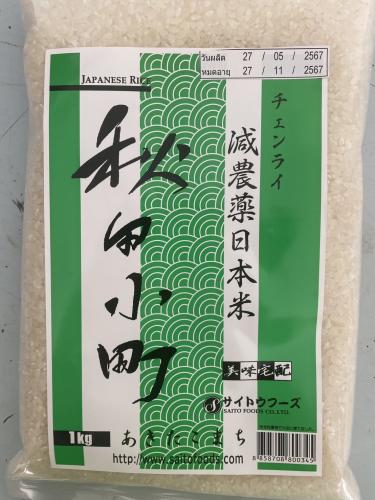 วันผลิต 27 / 05 / 2567
หมดอายุ 27 / 11 / 2567
JAPANESE RICE
チェンライ
減農薬日本米
秋田小町
美味宅配
サイトウフーズ
SAITO FOODS CO.,LTD.
1kg
あきたこまち
http://www.saitofoods.com
8 858708 800345